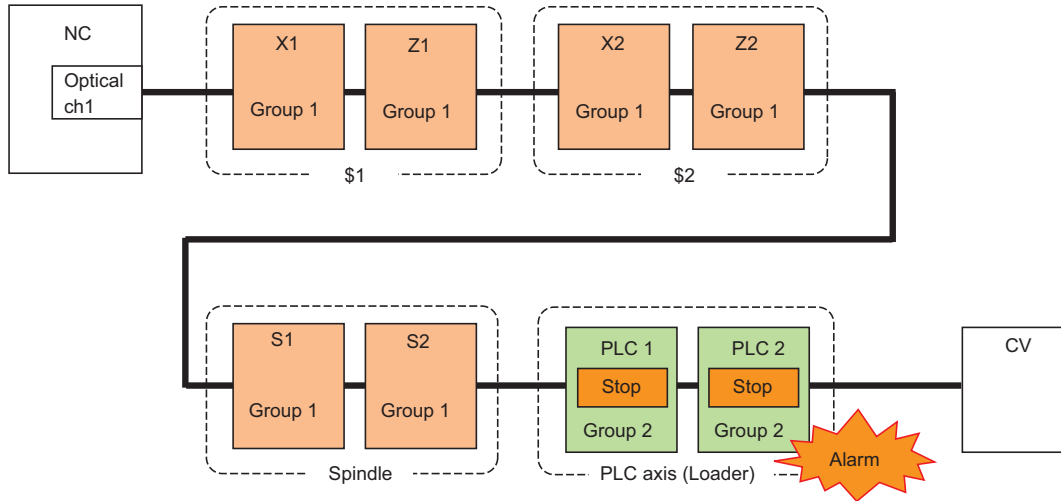 NC
Optical
ch1
X1
Group 1
Z1
Group 1
$1
X2
Group 1
Z2
Group 1
$2
S1
Group 1
S2
Group 1
Spindle
PLC 1
Stop
Group 2
PLC 2
Stop
Group 2
PLC axis (Loader)
Alarm
CV